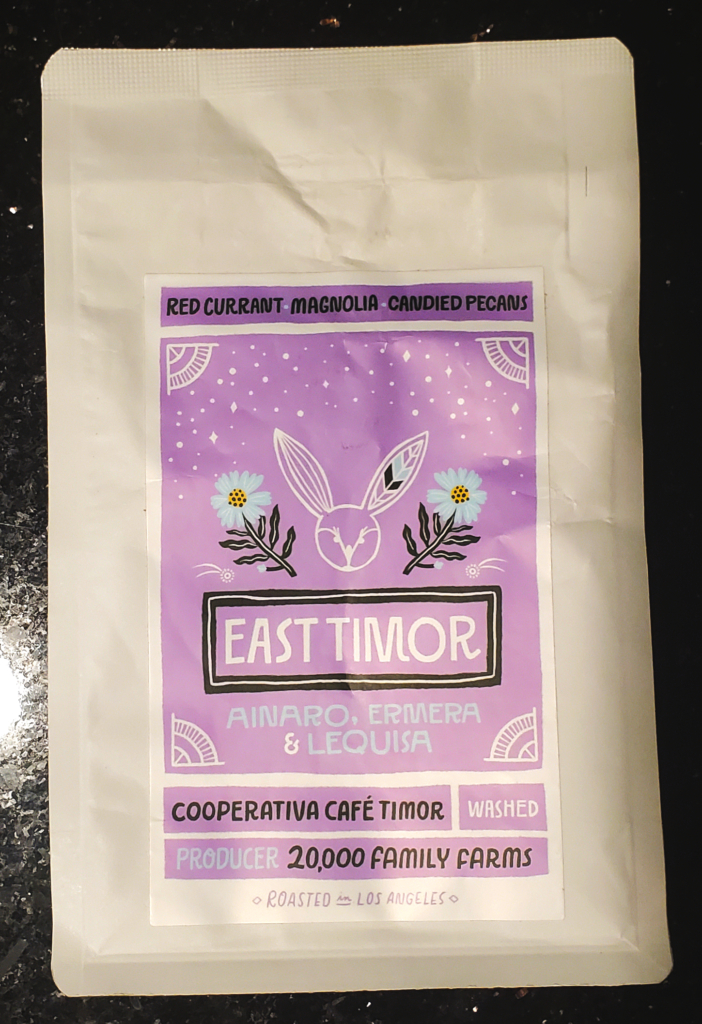 RED CURRANT · MAGNOLIA · CANDIED PECANS
EAST TIMOR
AINARO, ERMERA
& LEQUISA
COOPERATIVA CAFÉ TIMOR
WASHED
PRODUCER 20,000 FAMILY FARMS
ROASTED in LOS ANGELES